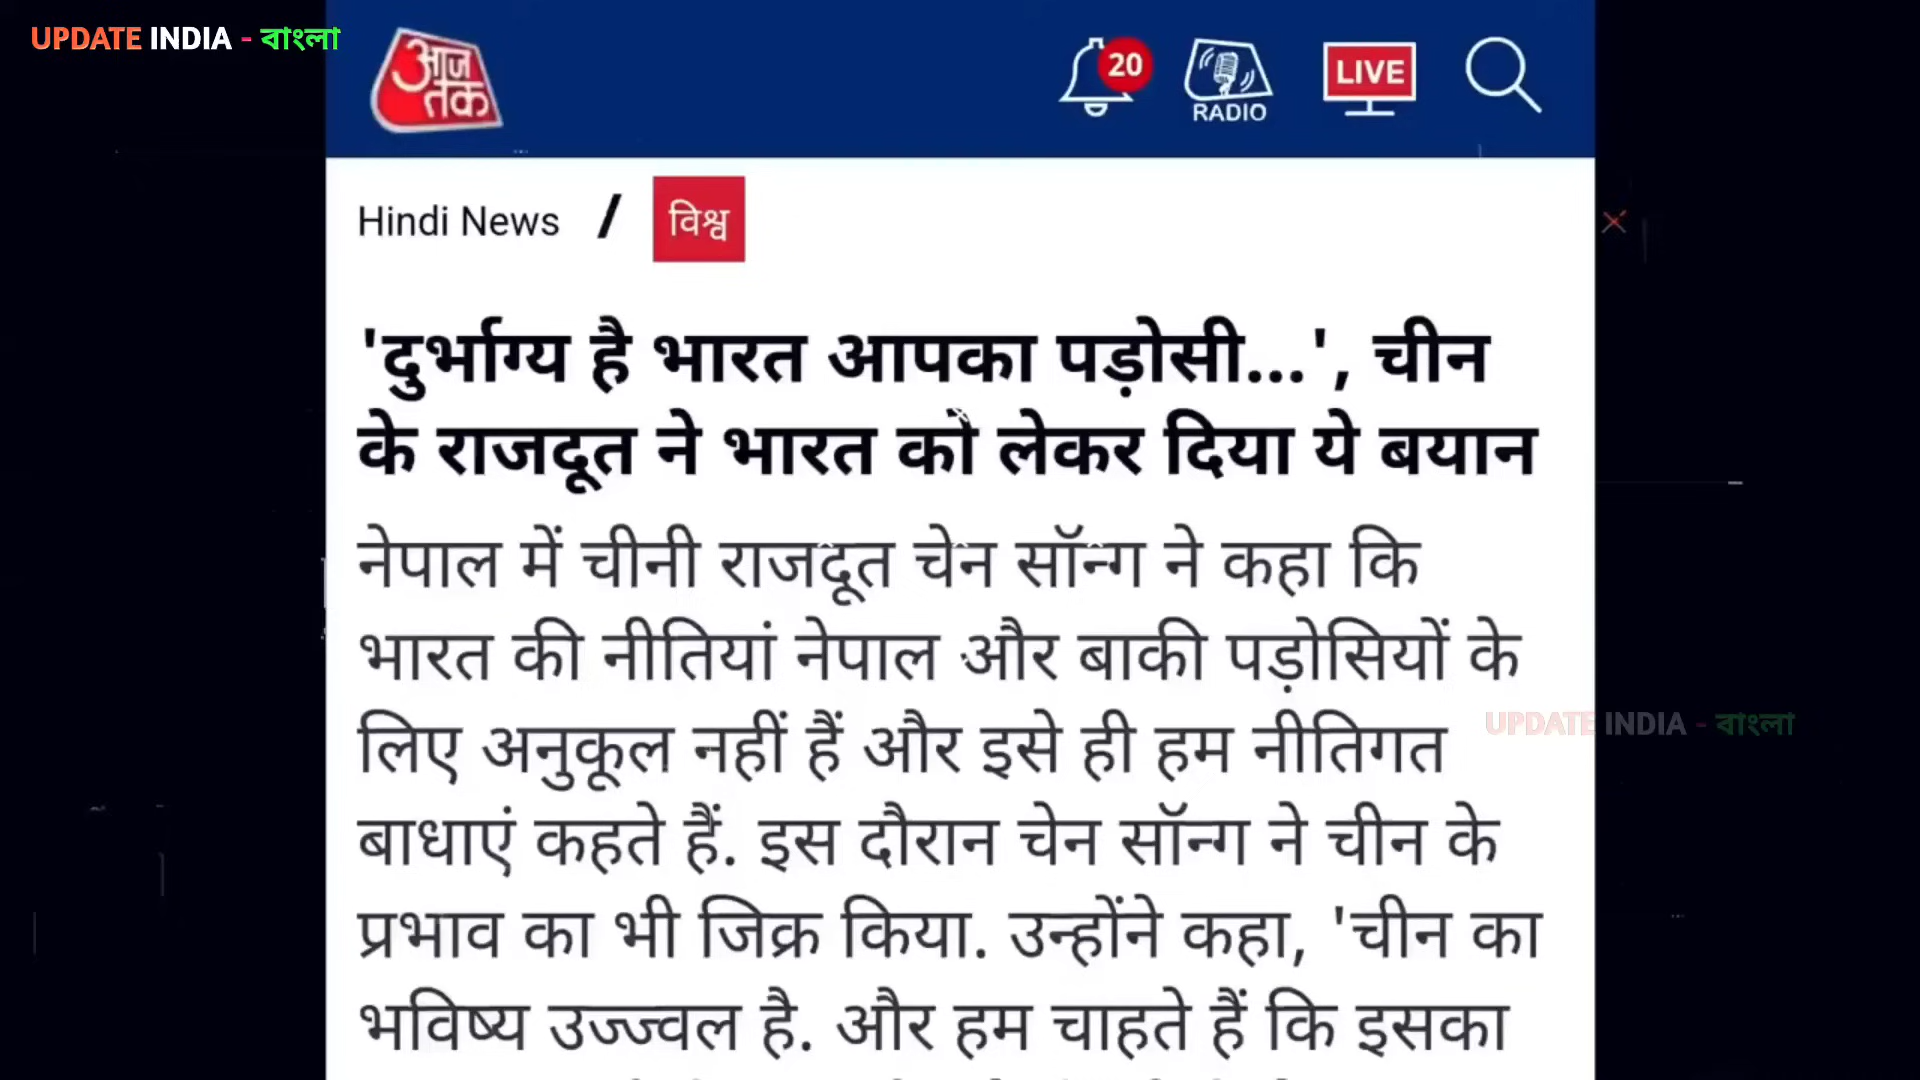 UPDATE INDIA - বাংলা
आज
तक
20
RADIO
LIVE
Hindi News / विश्व
'दुर्भाग्य है भारत आपका पड़ोसी...', चीन
के राजदूत ने भारत को लेकर दिया ये बयान
नेपाल में चीनी राजदूत चेन सॉन्ग ने कहा कि
भारत की नीतियां नेपाल और बाकी पड़ोसियों के
लिए अनुकूल नहीं हैं और इसे ही हम नीतिगत
UPDATE INDIA - বাংলা
बाधाएं कहते हैं. इस दौरान चेन सॉन्ग ने चीन के
प्रभाव का भी जिक्र किया. उन्होंने कहा, 'चीन का
भविष्य उज्ज्वल है. और हम चाहते हैं कि इसका